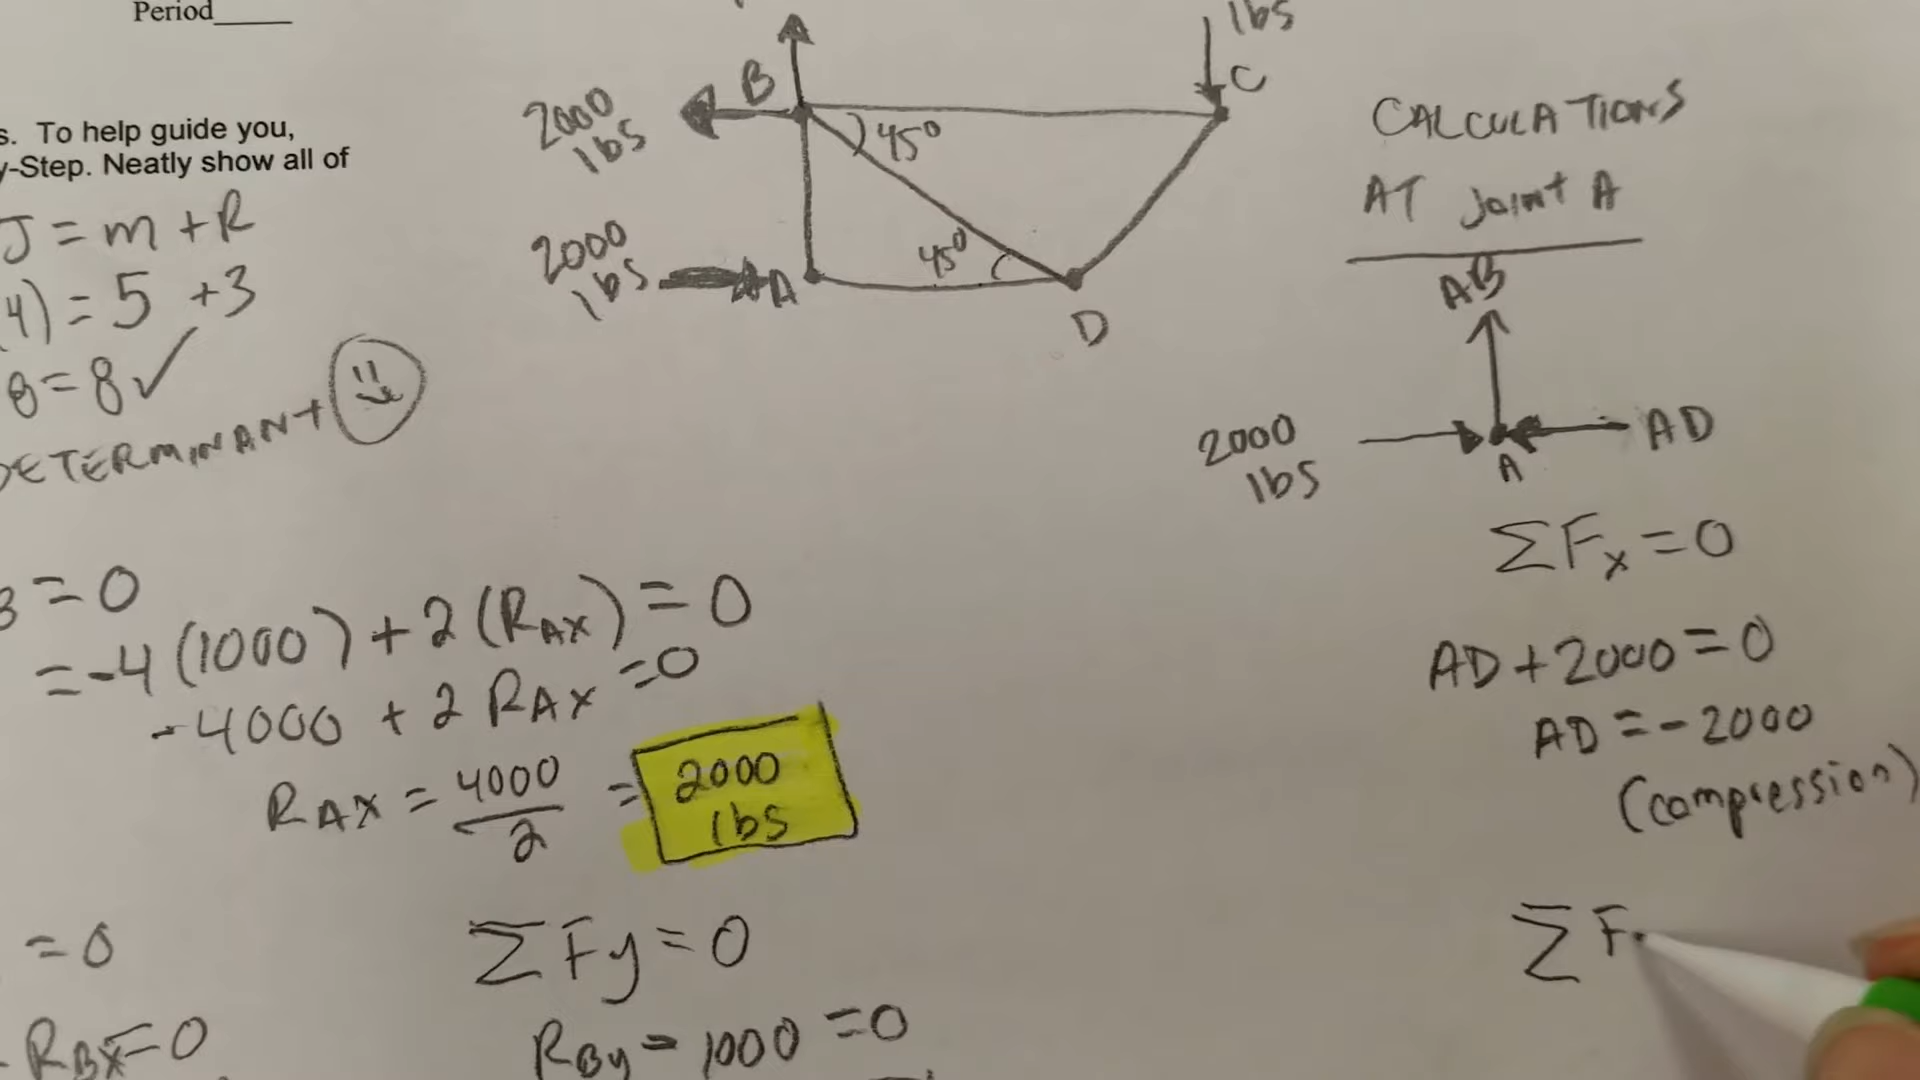 Period_____
s. To help guide you,
y-Step. Neatly show all of
J = m + R
4) = 5 + 3
8 = 8 ✓
DETERMINANT
lbs
B
C
2000
lbs
45°
2000
lbs
A
45°
D
CALCULATIONS
AT Joint A
AB
2000
lbs
AD
A
ΣFx = 0
AD + 2000 = 0
AD = - 2000
(compression)
Σ F
B = 0
= -4 (1000) + 2 (RAX) = 0
-4000 + 2 RAX = 0
RAX = 4000/2 = 2000 lbs
ΣFy = 0
RBy - 1000 = 0
= 0
- RBX = 0